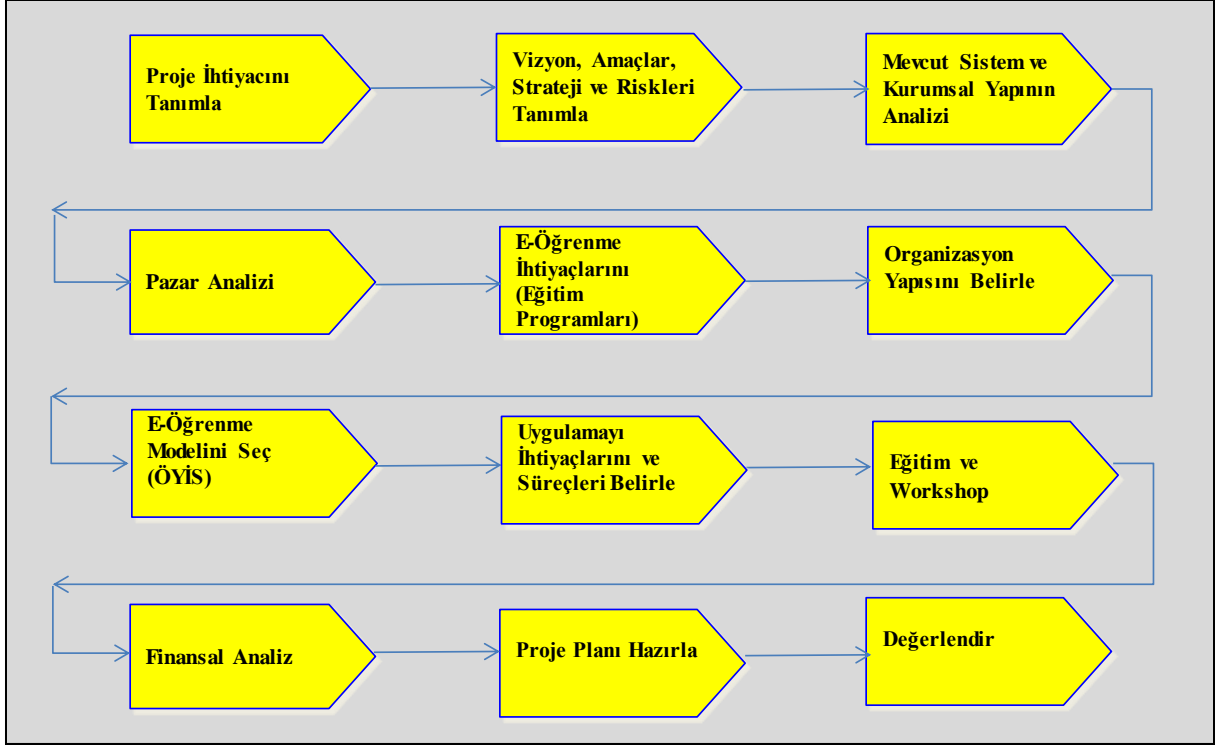 Proje İhtiyacını
Tanımla
Vizyon, Amaçlar,
Strateji ve Riskleri
Tanımla
Mevcut Sistem ve
Kurumsal Yapının
Analizi
Pazar Analizi
E-Öğrenme
İhtiyaçlarını
(Eğitim
Programları)
Organizasyon
Yapısını Belirle
E-Öğrenme
Modelini Seç
(ÖYİS)
Uygulamayı
İhtiyaçlarını ve
Süreçleri Belirle
Eğitim ve
Workshop
Finansal Analiz
Proje Planı Hazırla
Değerlendir